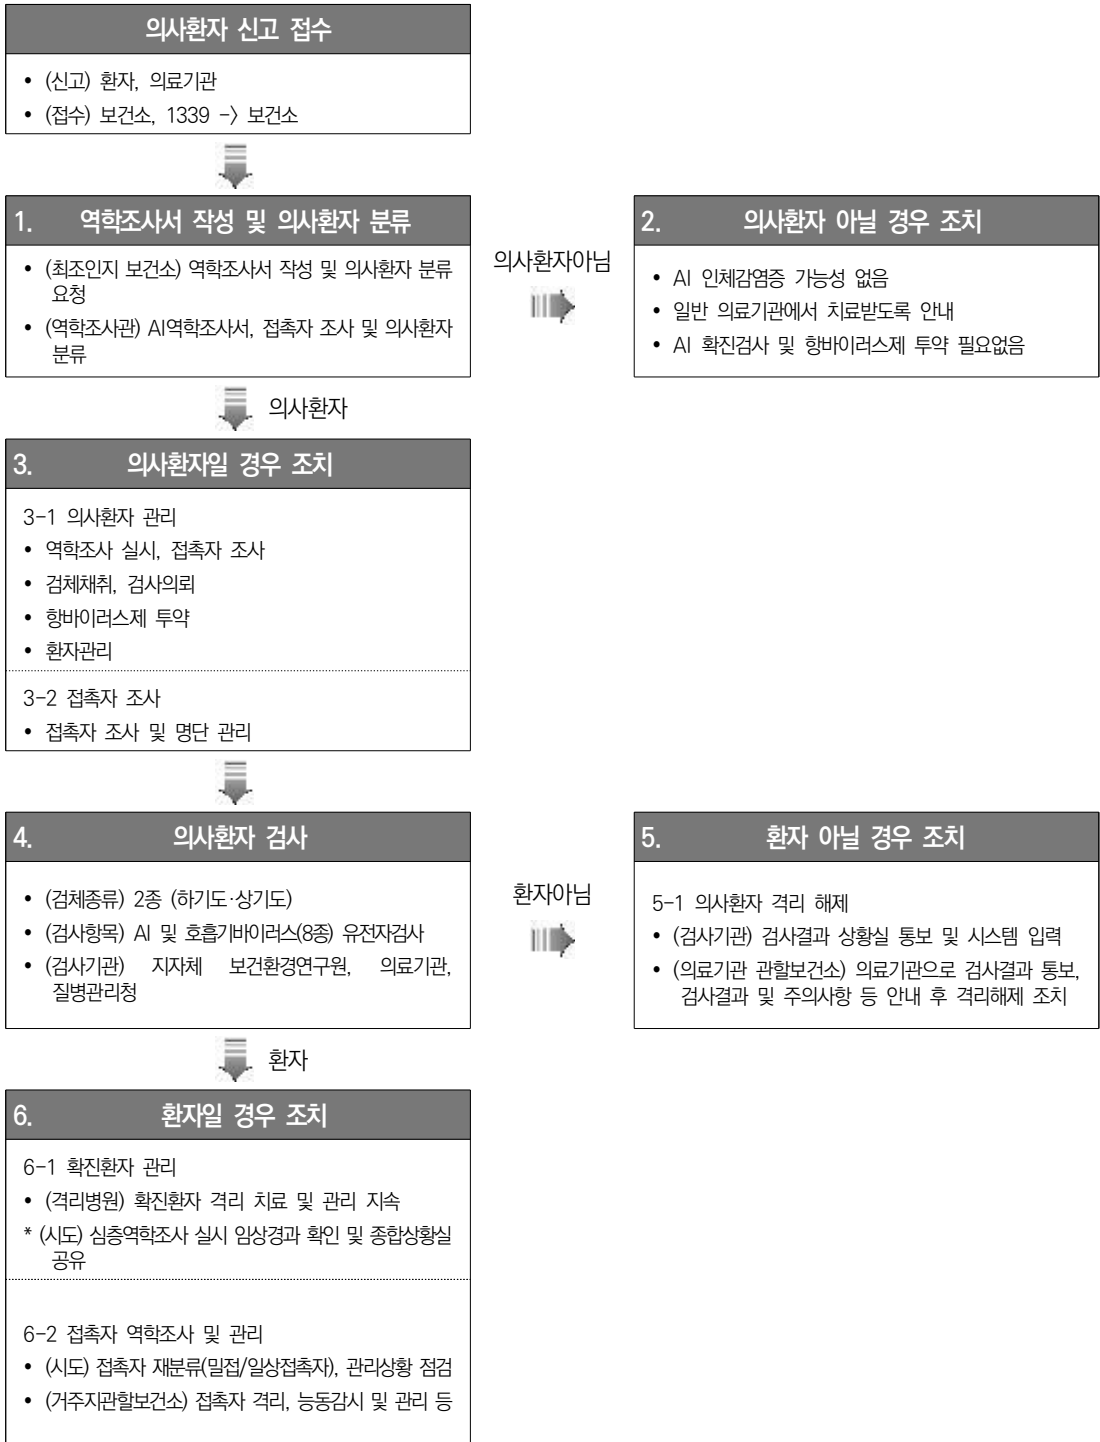 의사환자 신고 접수
• (신고) 환자, 의료기관
• (접수) 보건소, 1339 -> 보건소
1. 역학조사서 작성 및 의사환자 분류
• (최조인지 보건소) 역학조사서 작성 및 의사환자 분류
요청
• (역학조사관) AI역학조사서, 접촉자 조사 및 의사환자
분류
의사환자아님
2. 의사환자 아닐 경우 조치
• AI 인체감염증 가능성 없음
• 일반 의료기관에서 치료받도록 안내
• AI 확진검사 및 항바이러스제 투약 필요없음
의사환자
3. 의사환자일 경우 조치
3-1 의사환자 관리
• 역학조사 실시, 접촉자 조사
• 검체채취, 검사의뢰
• 항바이러스제 투약
• 환자관리
3-2 접촉자 조사
• 접촉자 조사 및 명단 관리
4. 의사환자 검사
• (검체종류) 2종 (하기도·상기도)
• (검사항목) AI 및 호흡기바이러스(8종) 유전자검사
• (검사기관) 지자체 보건환경연구원, 의료기관,
질병관리청
환자아님
5. 환자 아닐 경우 조치
5-1 의사환자 격리 해제
• (검사기관) 검사결과 상황실 통보 및 시스템 입력
• (의료기관 관할보건소) 의료기관으로 검사결과 통보,
검사결과 및 주의사항 등 안내 후 격리해제 조치
환자
6. 환자일 경우 조치
6-1 확진환자 관리
• (격리병원) 확진환자 격리 치료 및 관리 지속
* (시도) 심층역학조사 실시 임상경과 확인 및 종합상황실
공유
6-2 접촉자 역학조사 및 관리
• (시도) 접촉자 재분류(밀접/일상접촉자), 관리상황 점검
• (거주지관할보건소) 접촉자 격리, 능동감시 및 관리 등